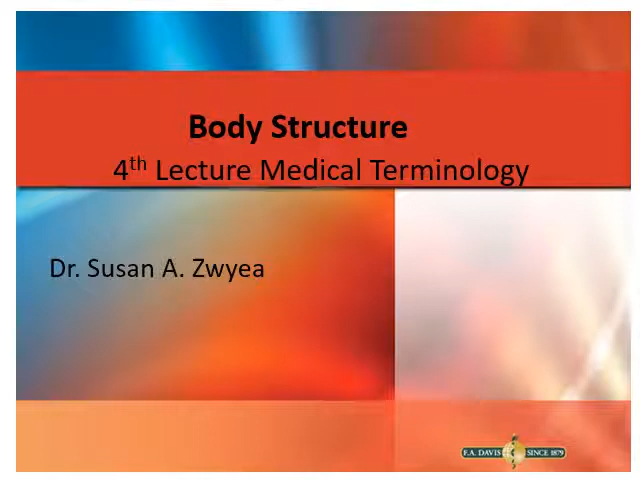 Body Structure
4th Lecture Medical Terminology
Dr. Susan A. Zwyea
F.A. DAVIS SINCE 1879